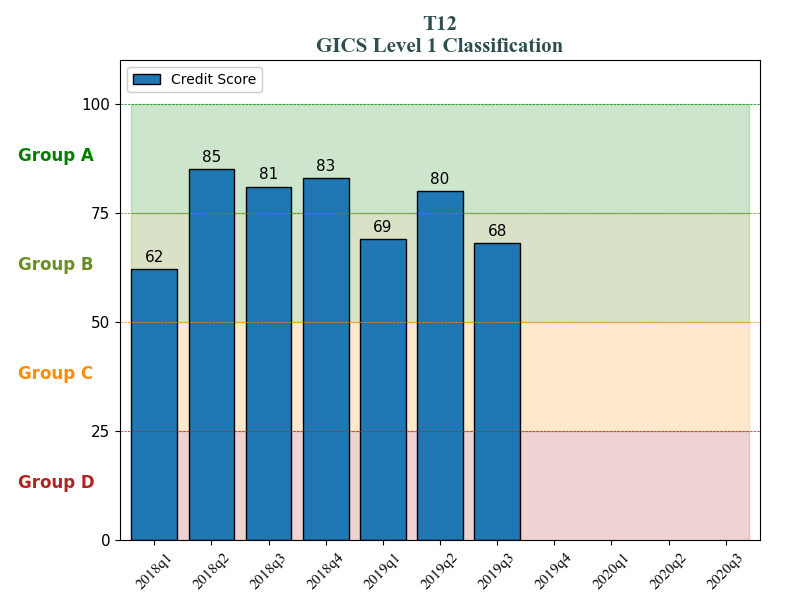 T12
GICS Level 1 Classification
Credit Score
100
Group A
85
83
81
80
75
69
68
Group B
62
50
Group C
25
Group D
0
2018q1 2018q2 2018q3 2018q4 2019q1 2019q2 2019q3 2019q4 2020q1 2020q2 2020q3